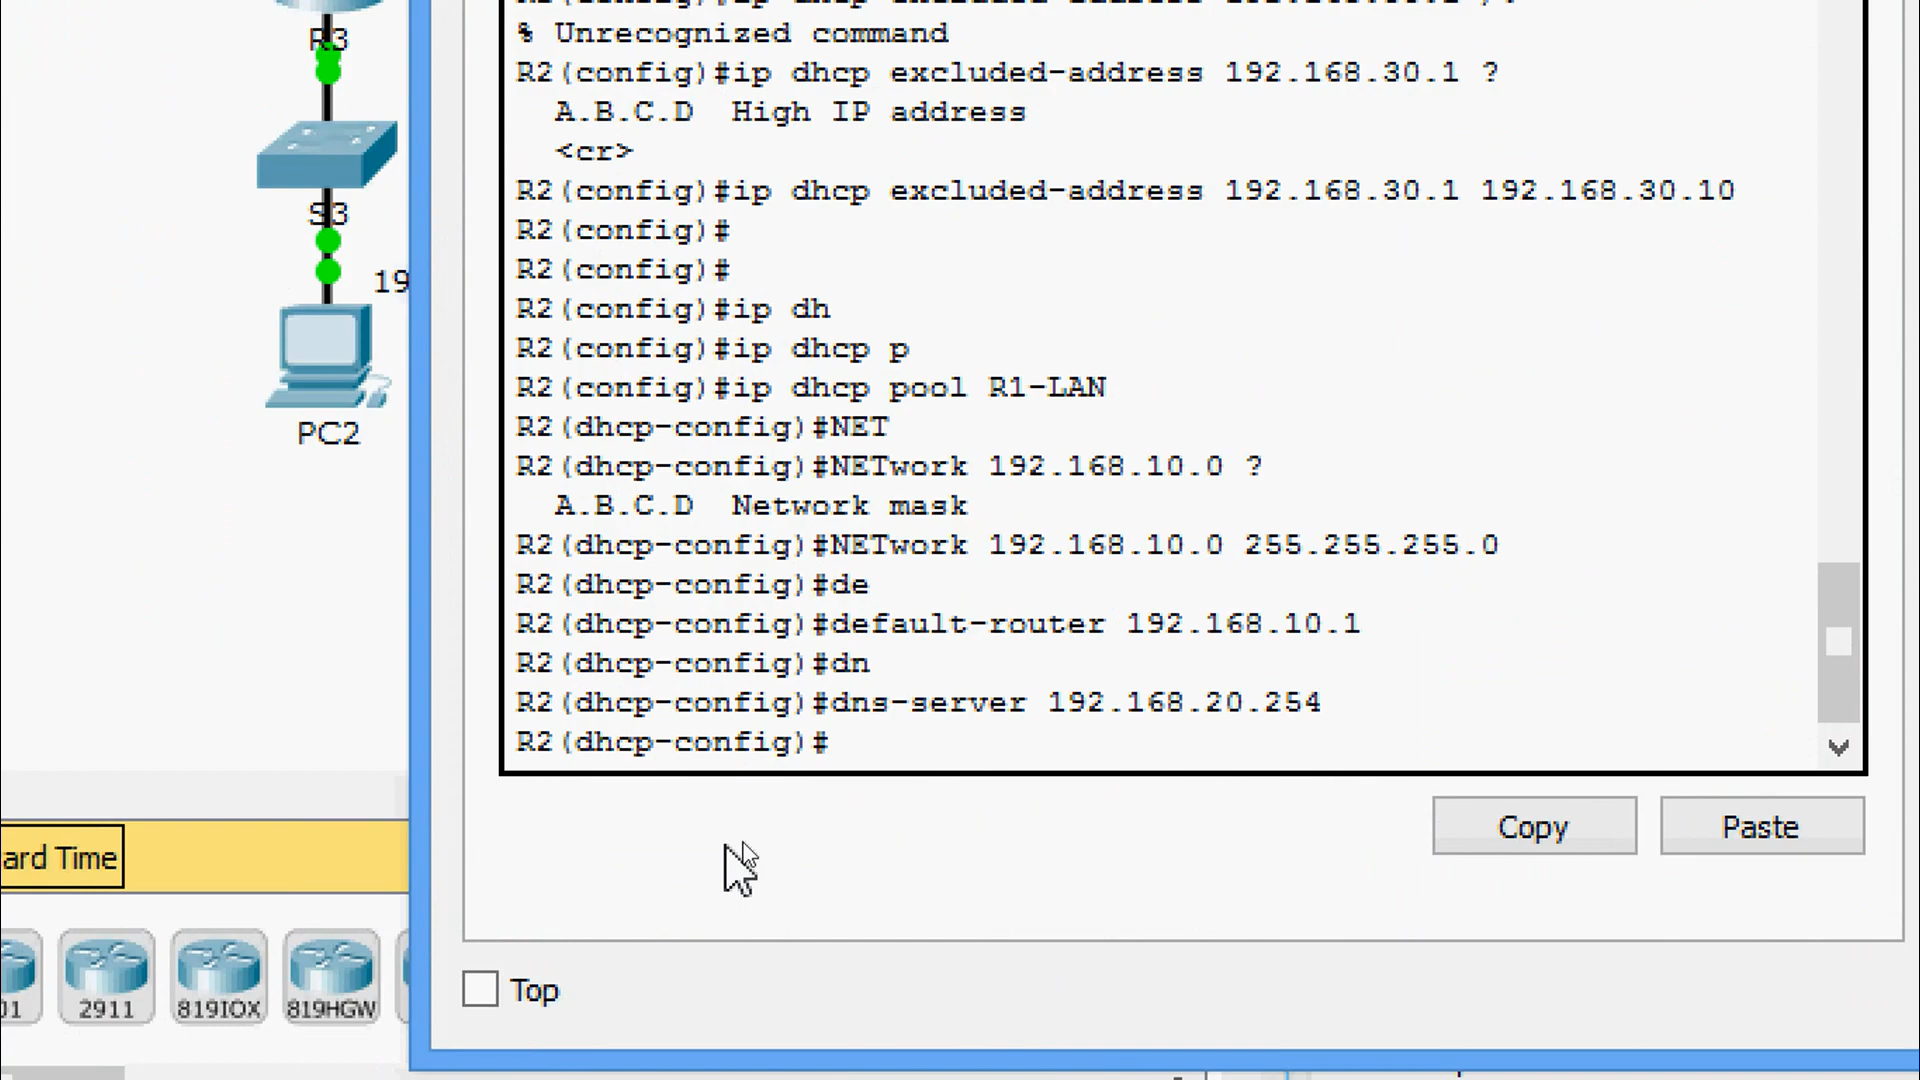 R3
S3
19
PC2
% Unrecognized command
R2(config)#ip dhcp excluded-address 192.168.30.1 ?
A.B.C.D  High IP address
<cr>
R2(config)#ip dhcp excluded-address 192.168.30.1 192.168.30.10
R2(config)#
R2(config)#
R2(config)#ip dh
R2(config)#ip dhcp p
R2(config)#ip dhcp pool R1-LAN
R2(dhcp-config)#NET
R2(dhcp-config)#NETwork 192.168.10.0 ?
A.B.C.D  Network mask
R2(dhcp-config)#NETwork 192.168.10.0 255.255.255.0
R2(dhcp-config)#de
R2(dhcp-config)#default-router 192.168.10.1
R2(dhcp-config)#dn
R2(dhcp-config)#dns-server 192.168.20.254
R2(dhcp-config)#
Copy
Paste
Top
ard Time
01
2911
819IOX
819HGW